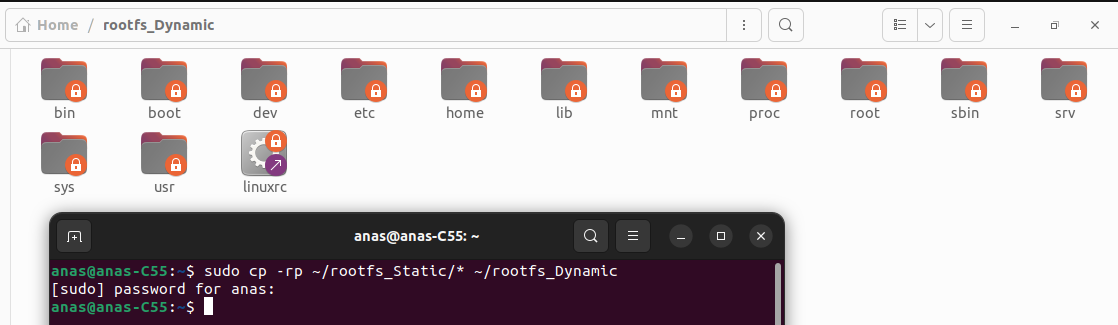 Home / rootfs_Dynamic
bin boot dev etc home lib mnt proc root sbin srv
sys usr linuxrc
anas@anas-C55: ~
anas@anas-C55:~$ sudo cp -rp ~/rootfs_Static/* ~/rootfs_Dynamic
[sudo] password for anas:
anas@anas-C55:~$